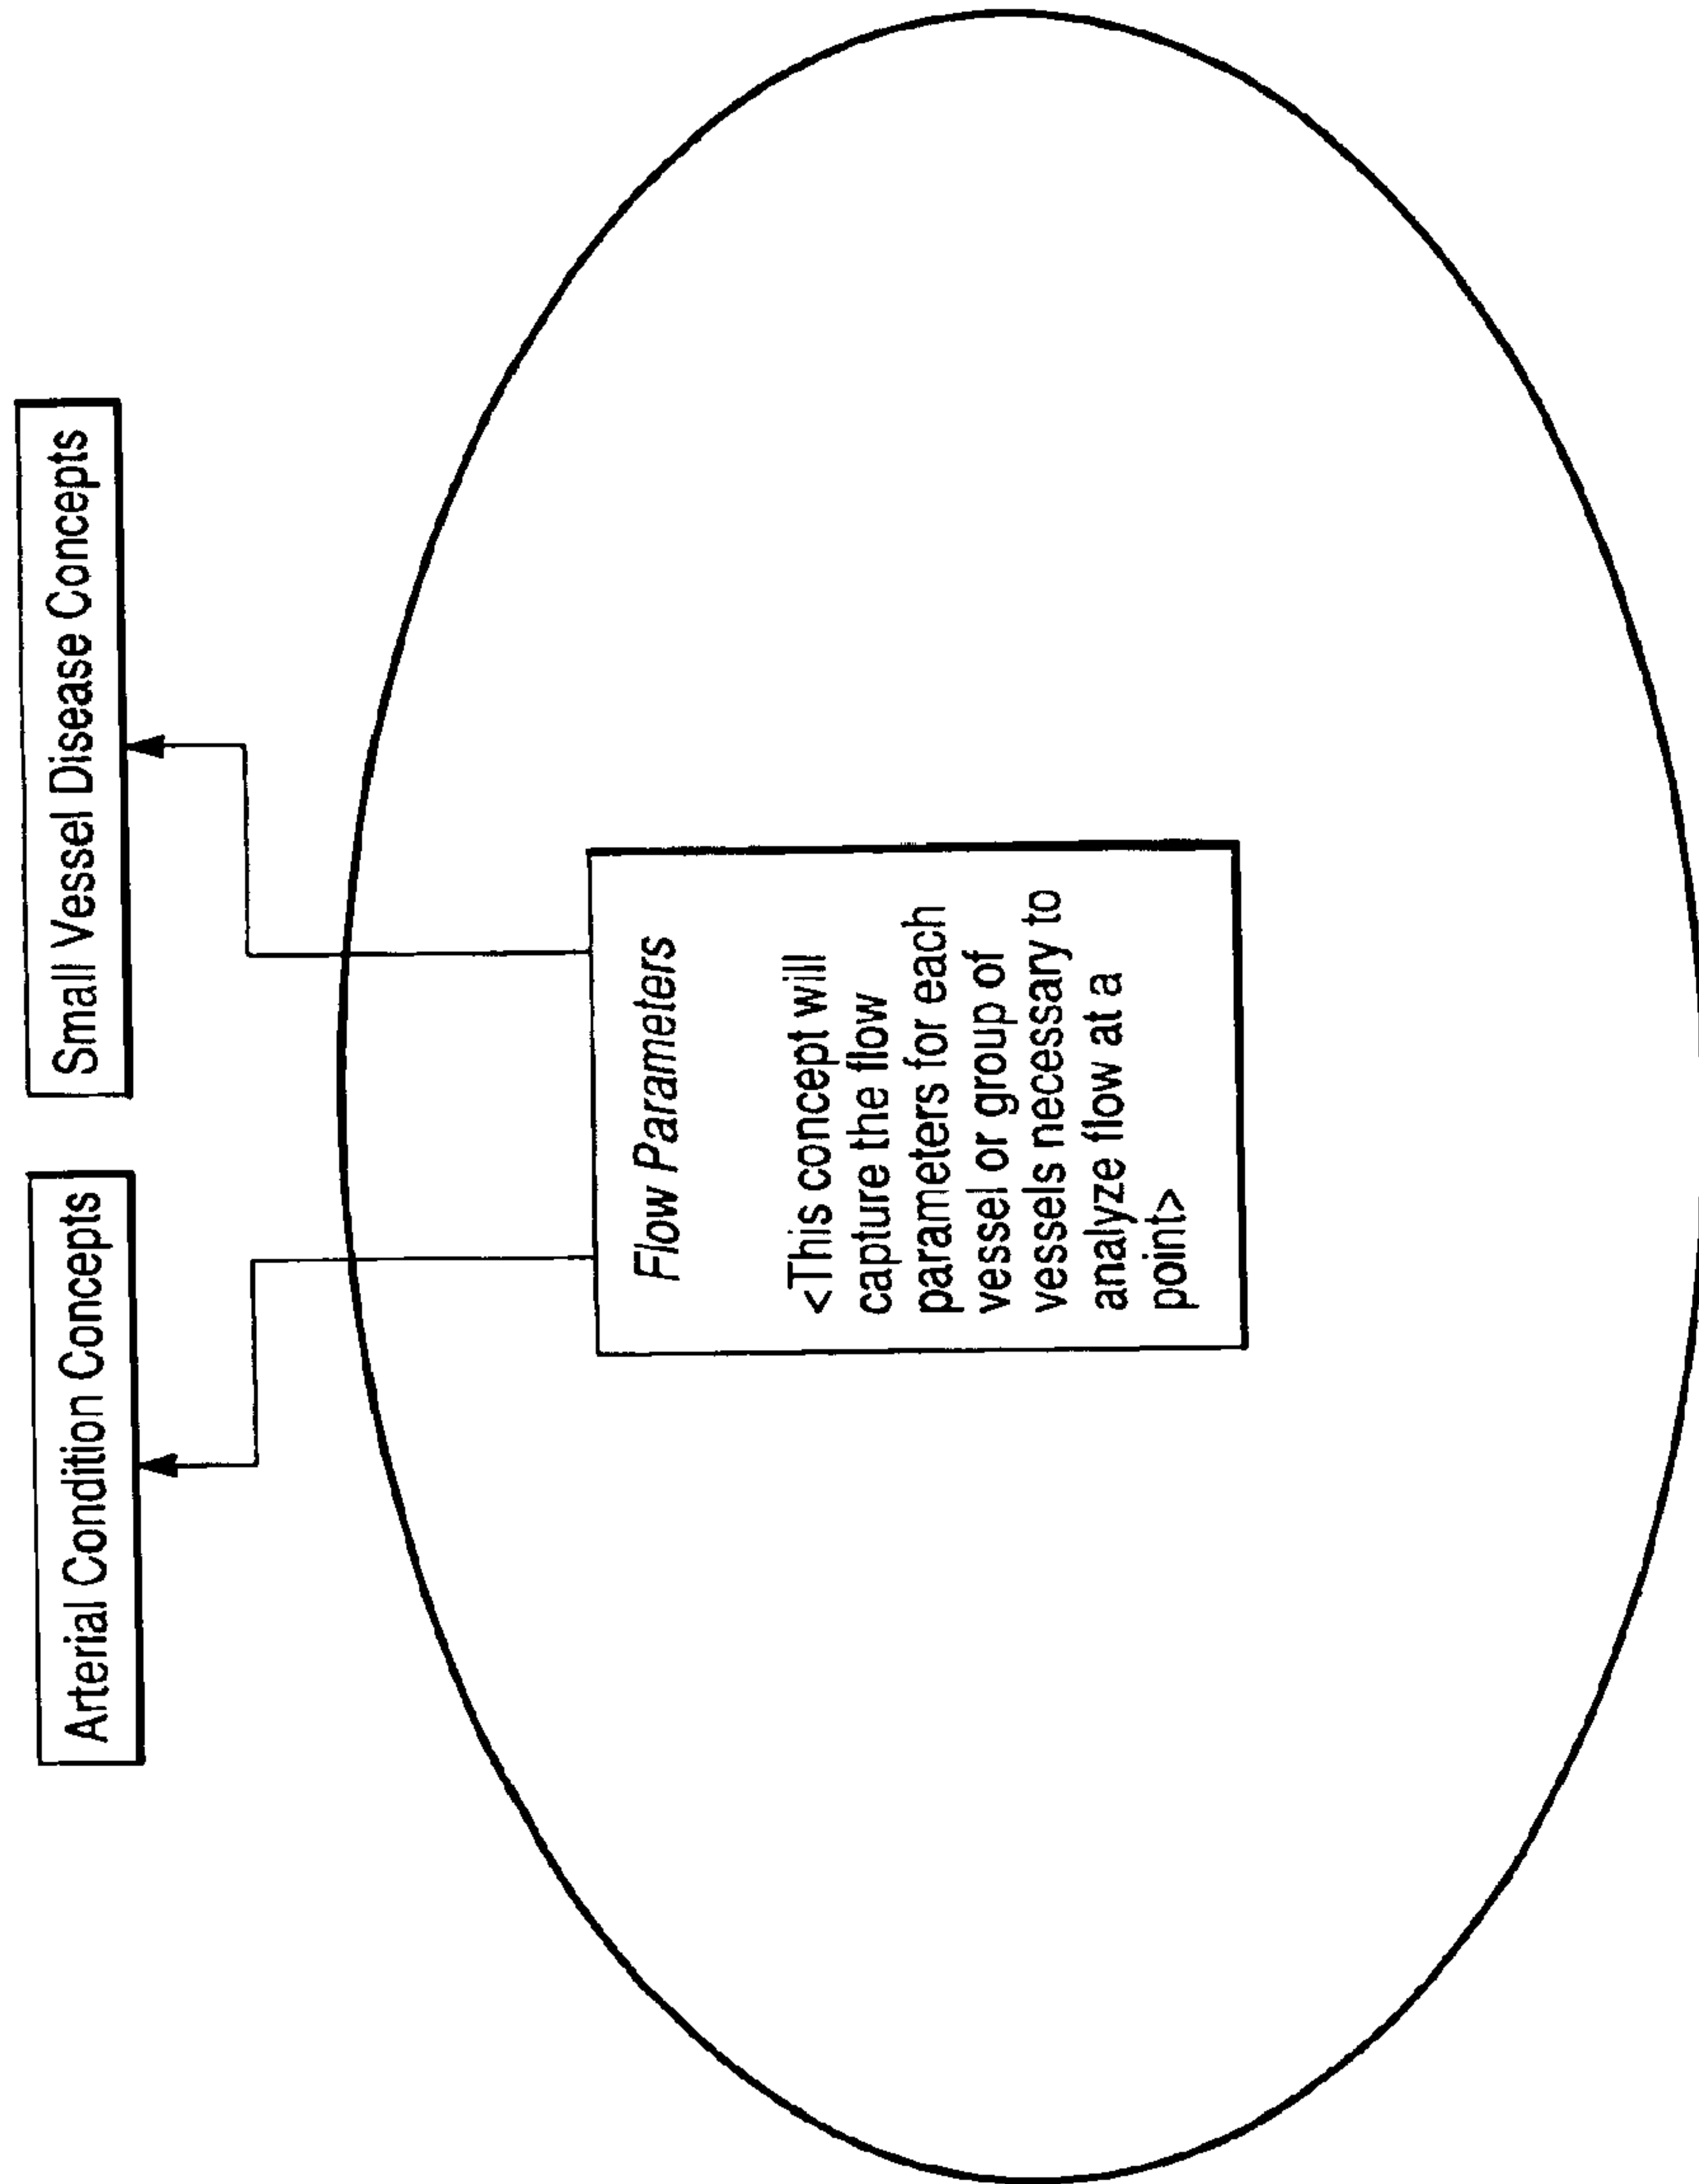 Arterial Condition Concepts
Small Vessel Disease Concepts
Flow Parameters
<This concept will
capture the flow
parameters for each
vessel or group of
vessels necessary to
analyze flow at a
point>